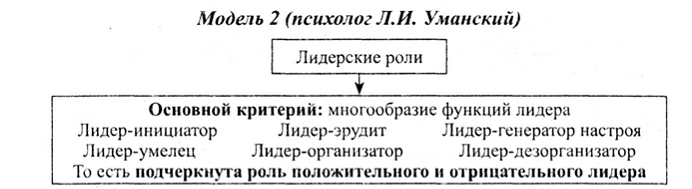 Модель 2 (психолог Л.И. Уманский)
Лидерские роли
Основной критерий: многообразие функций лидера
Лидер-инициатор Лидер-эрудит Лидер-генератор настроя
Лидер-умелец Лидер-организатор Лидер-дезорганизатор
То есть подчеркнута роль положительного и отрицательного лидера